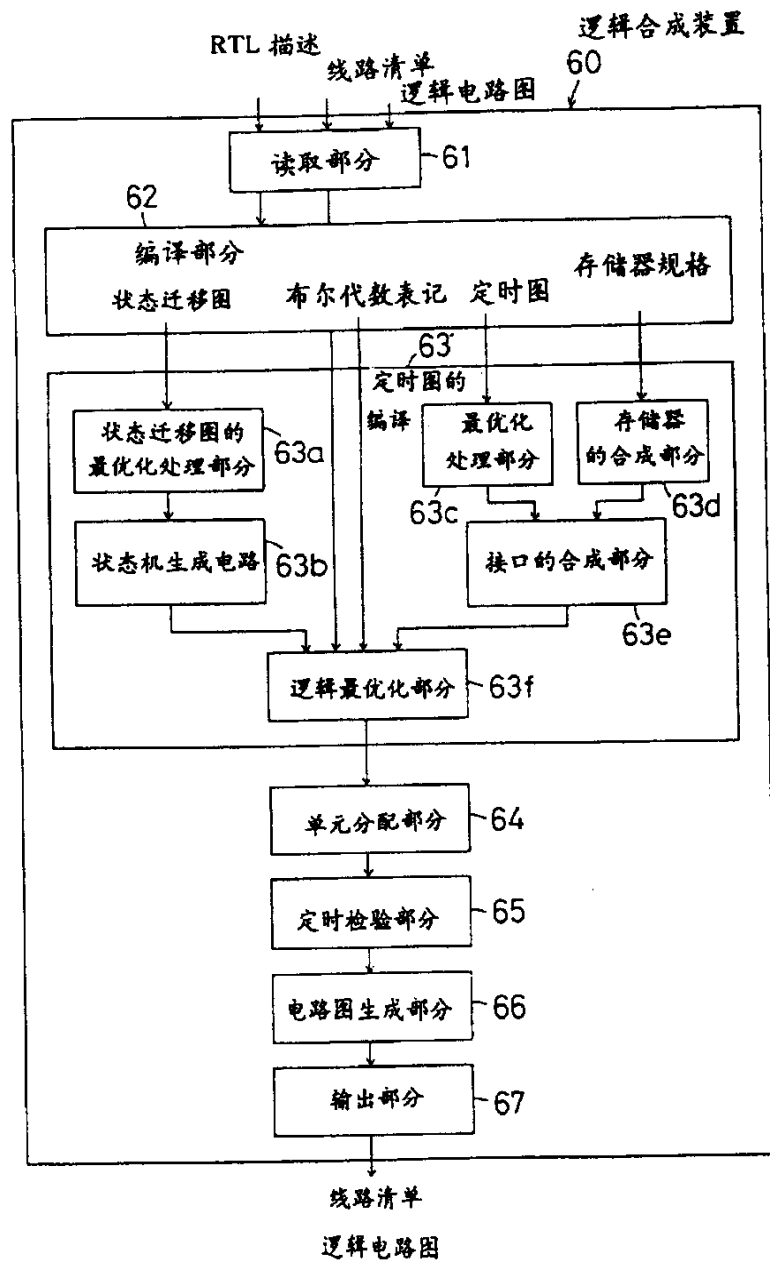 逻辑合成装置
60
RTL 描述
线路清单
逻辑电路图
读取部分
61
62
编译部分
存储器规格
状态迁移图
布尔代数表记
定时图
63
定时图的
编译
最优化
处理部分
63c
存储器
的合成部分
63d
状态迁移图的
最优化处理部分
63a
状态机生成电路
63b
接口的合成部分
63e
逻辑最优化部分
63f
单元分配部分
64
定时检验部分
65
电路图生成部分
66
输出部分
67
线路清单
逻辑电路图